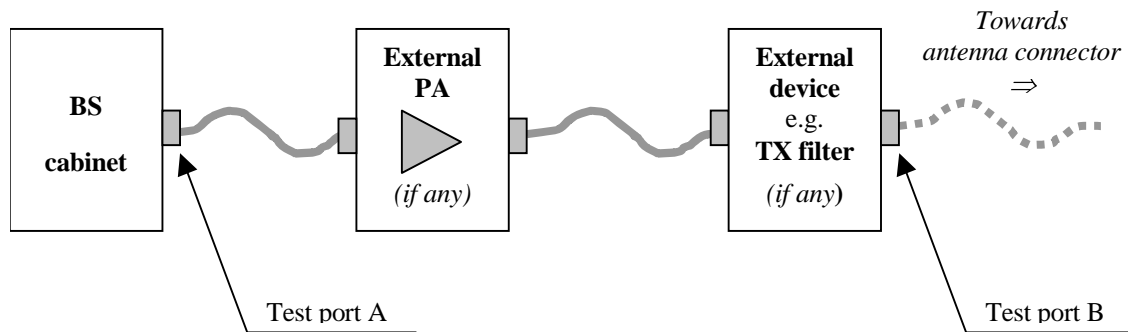 BS
cabinet
External
PA
(if any)
External
device
e.g.
TX filter
(if any)
Towards
antenna connector
⇒
Test port A
Test port B